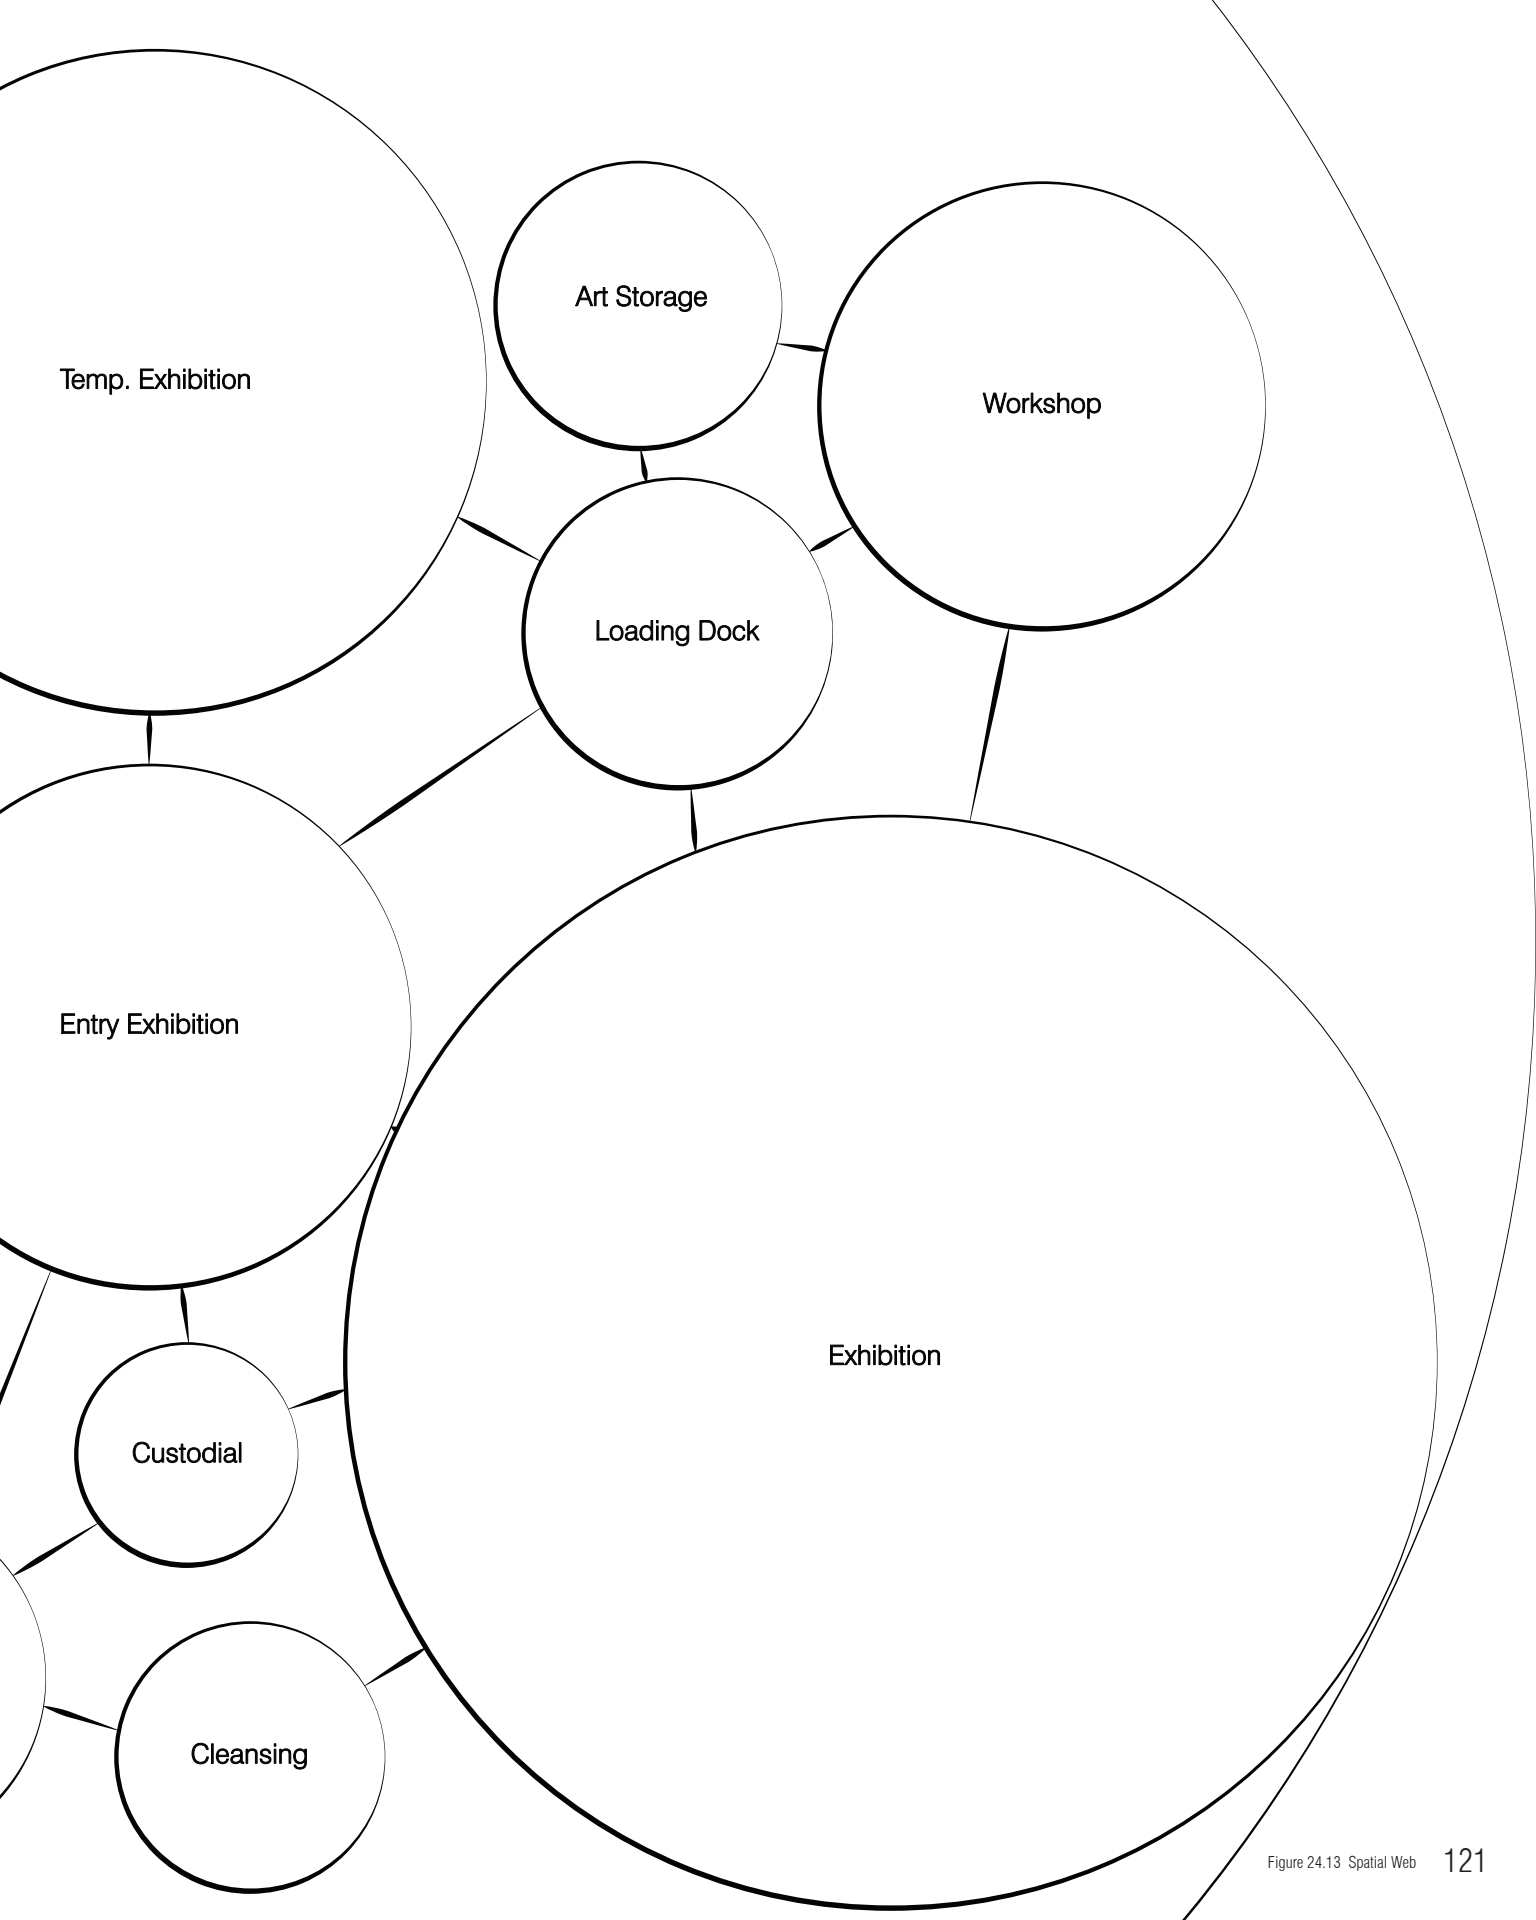 Art Storage
Temp. Exhibition
Workshop
Loading Dock
Entry Exhibition
Exhibition
Custodial
Cleansing
Figure 24.13 Spatial Web 121